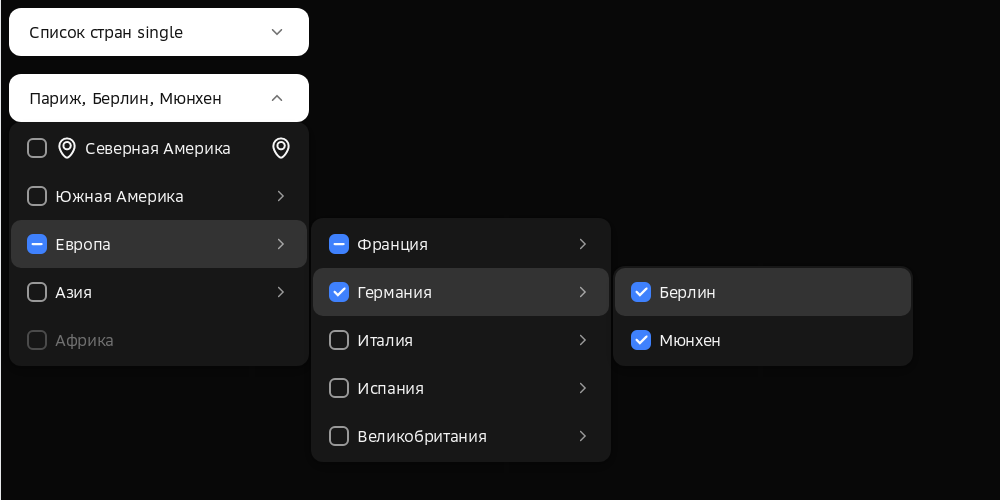 Список стран single
Париж, Берлин, Мюнхен
Северная Америка
Южная Америка
Европа
Азия
Африка
Франция
Германия
Италия
Испания
Великобритания
Берлин
Мюнхен